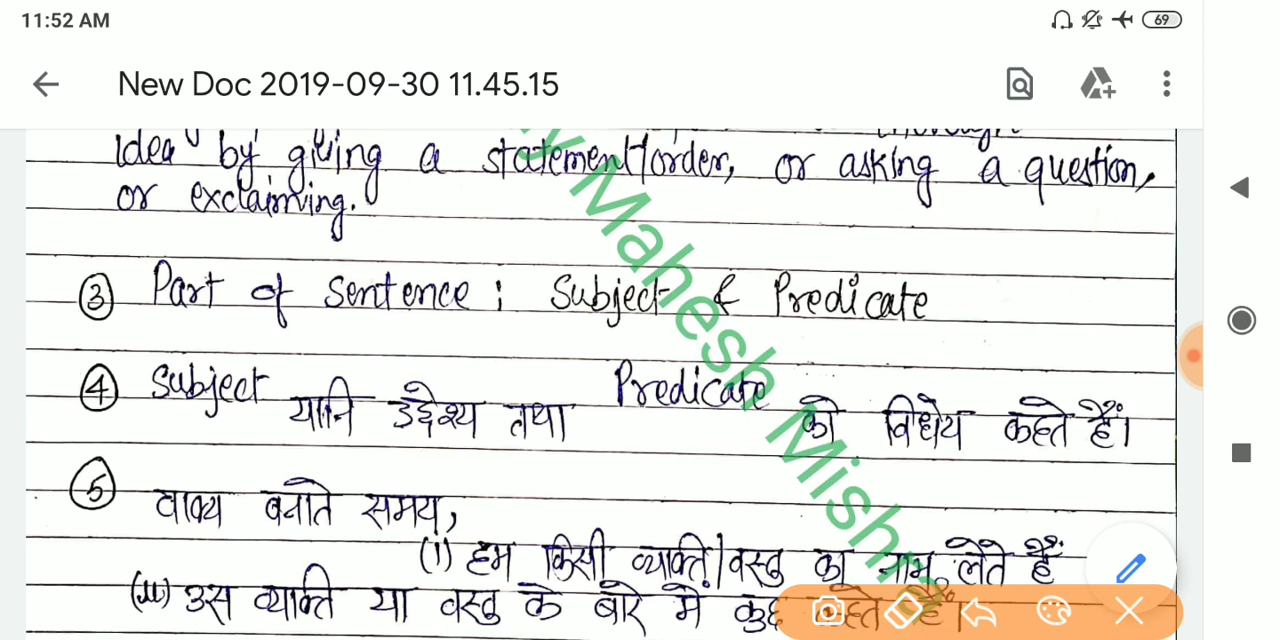 11:52 AM
69
New Doc 2019-09-30 11.45.15
idea by giving a statement/order, or asking a question,
or exclaiming.
③ Part of Sentence : Subject & Predicate
④ Subject यानि उद्देश्य तथा Predicate को विधेय कहते हैं।
⑤ वाक्य बनाते समय,
(i) हम किसी व्यक्ति/वस्तु का नाम लेते हैं
(ii) उस व्यक्ति या वस्तु के बारे में कुछ कहते हैं।
y Mahesh Mishra